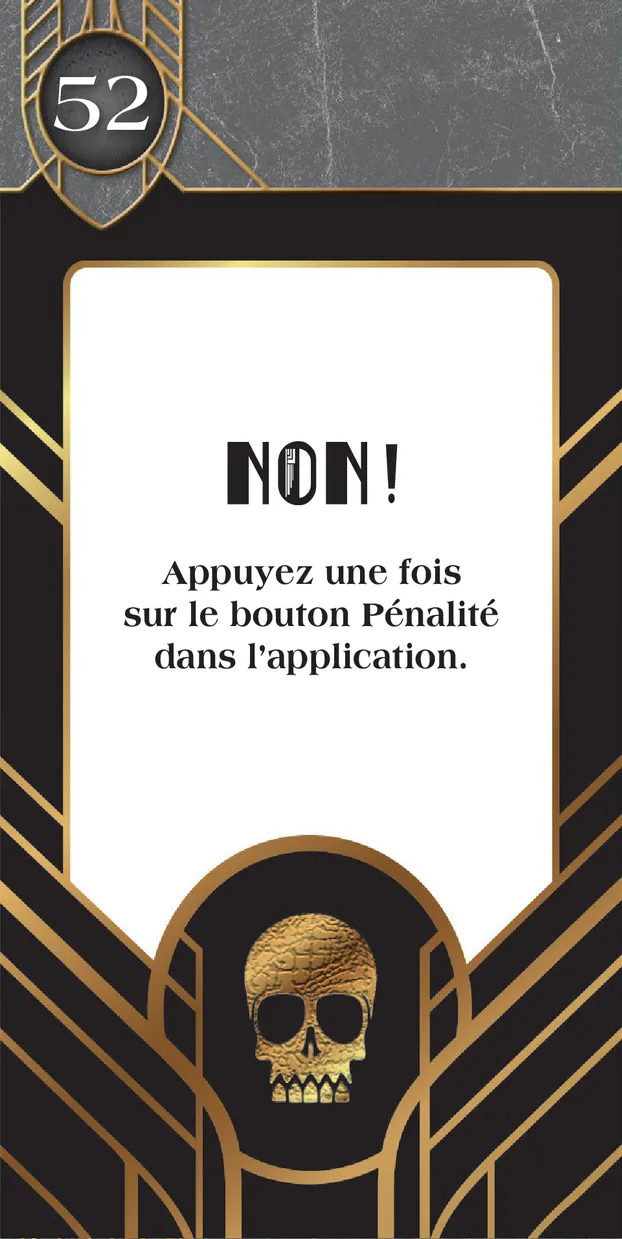 52
NON !
Appuyez une fois
sur le bouton Pénalité
dans l’application.